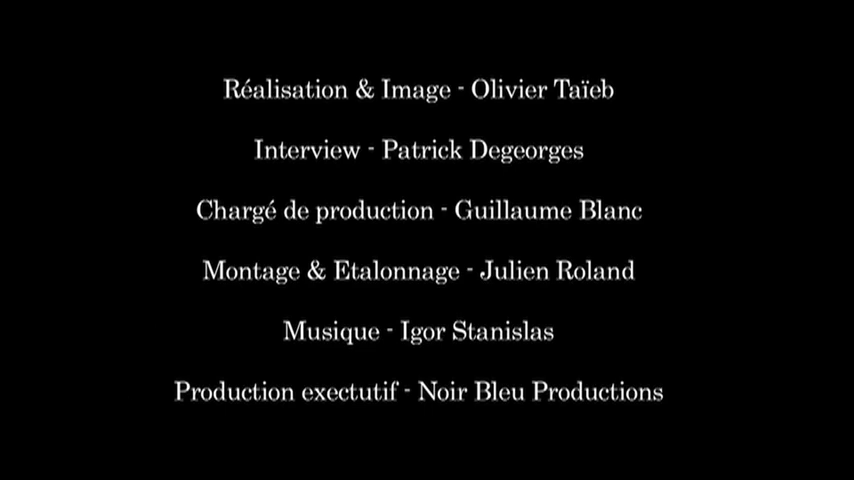 Réalisation & Image - Olivier Taïeb
Interview - Patrick Degeorges
Chargé de production - Guillaume Blanc
Montage & Etalonnage - Julien Roland
Musique - Igor Stanislas
Production exectutif - Noir Bleu Productions